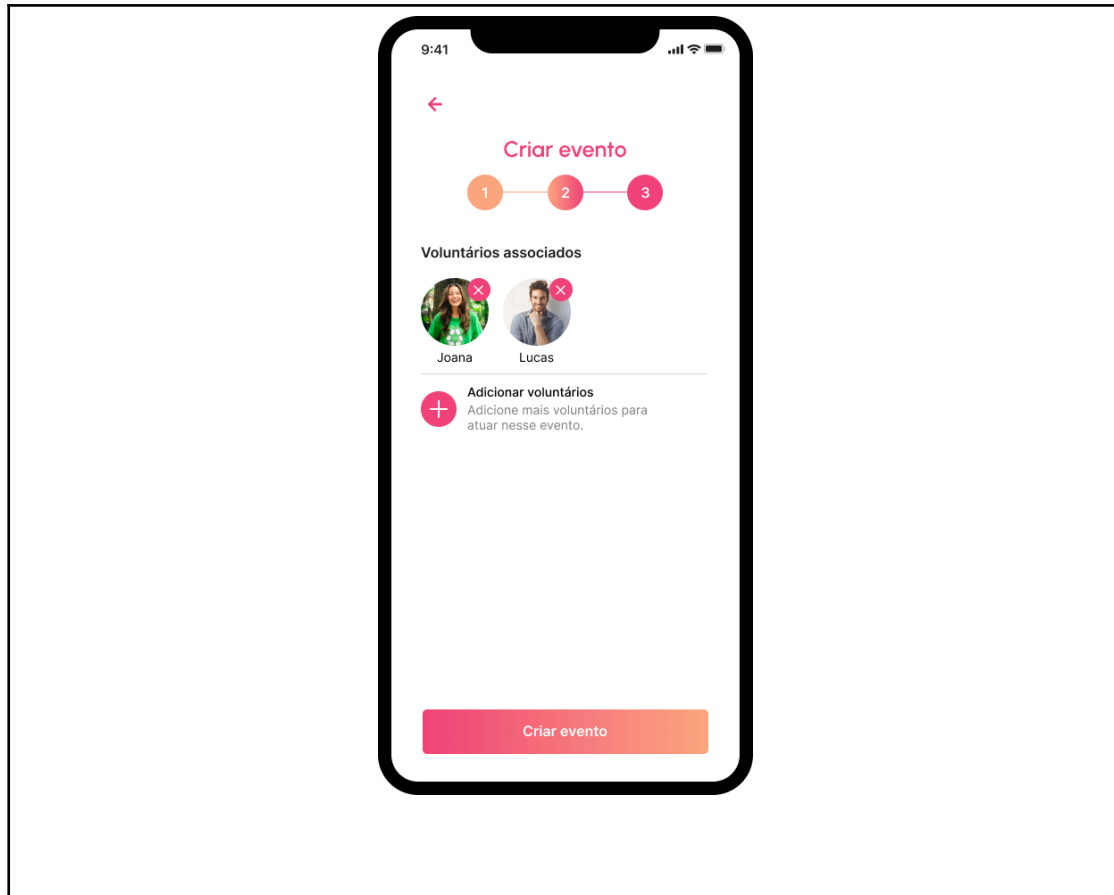 9:41
Criar evento
1 2 3
Voluntários associados
Joana Lucas
Adicionar voluntários
Adicione mais voluntários para
atuar nesse evento.
Criar evento